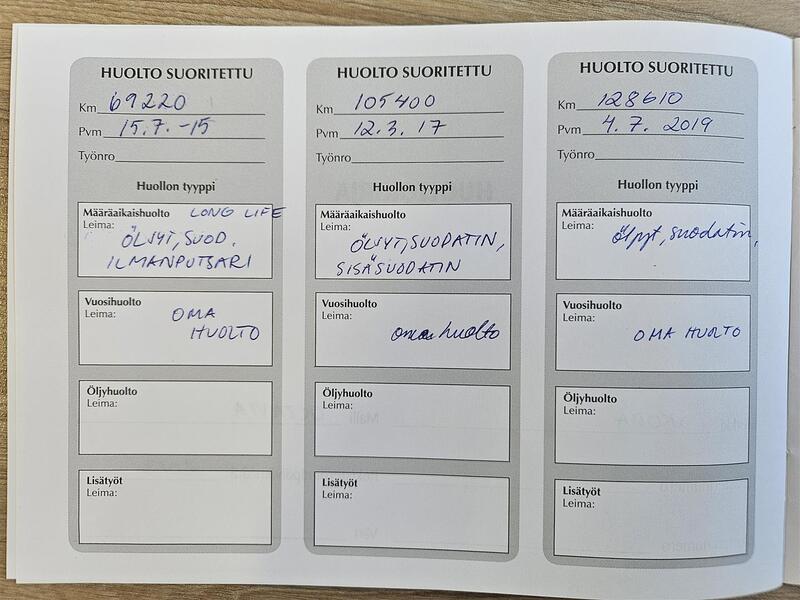 HUOLTO SUORITETTU
Km 69220
Pvm 15.7.-15
Työnro
Huollon tyyppi
Määräaikaishuolto LONG LIFE
Leima:
ÖLJYT, SUOD.
ILMANPUTSARI
Vuosihuolto
Leima: OMA
HUOLTO
Öljyhuolto
Leima:
Lisätyöt
Leima:
HUOLTO SUORITETTU
Km 105400
Pvm 12.3. 17
Työnro
Huollon tyyppi
Määräaikaishuolto
Leima:
ÖLJYT, SUODATIN,
SISÄSUODATIN
Vuosihuolto
Leima:
oma huolto
Öljyhuolto
Leima:
Lisätyöt
Leima:
HUOLTO SUORITETTU
Km 128610
Pvm 4. 7. 2019
Työnro
Huollon tyyppi
Määräaikaishuolto
Leima:
öljyt, suodatin,
Vuosihuolto
Leima:
OMA HUOLTO
Öljyhuolto
Leima:
Lisätyöt
Leima: